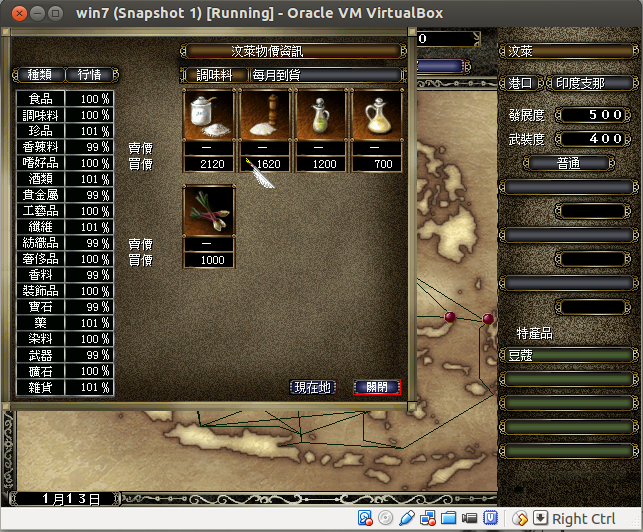 win7 (Snapshot 1) [Running] - Oracle VM VirtualBox
0
汶萊物價資訊
汶萊
種類 行情
調味料 每月到貨
港口 印度支那
食品 100 %
調味料 100 %
珍品 101 %
香辣料 99 %
嗜好品 100 %
酒類 101 %
貴金屬 100 %
工藝品 100 %
纖維 100 %
紡織品 99 %
奢侈品 100 %
香料 99 %
裝飾品 100 %
寶石 99 %
藥 101 %
染料 100 %
武器 99 %
礦石 100 %
雜貨 101 %
賣價 — — — —
買價 2120 1620 1200 700
賣價 —
買價 1000
發展度 500
武裝度 400
普通
特產品
豆蔻
現在地 關閉
1月13日
Right Ctrl